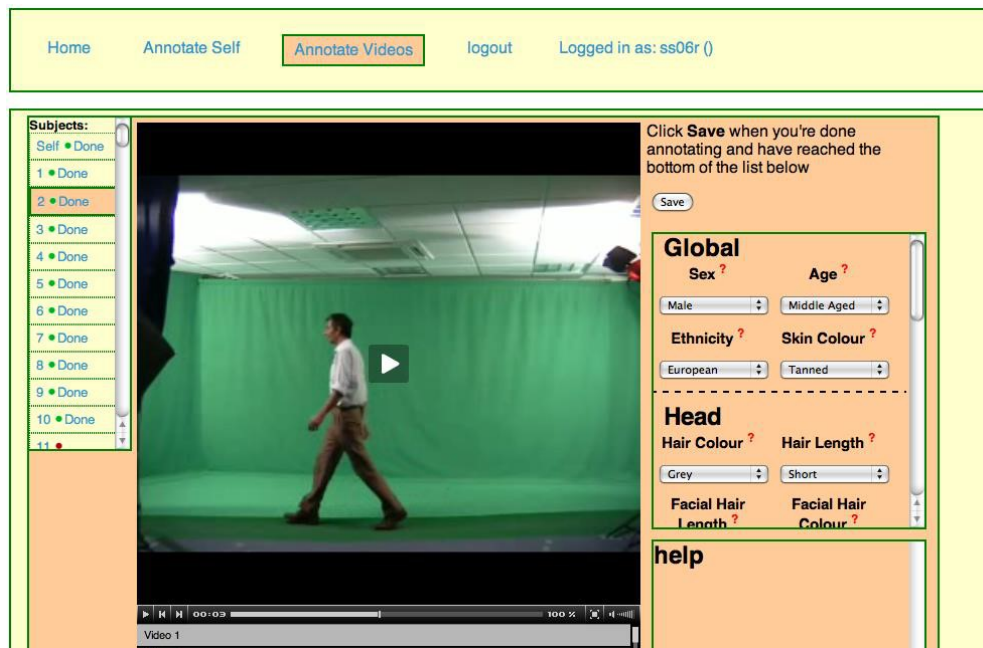 Home Annotate Self Annotate Videos logout Logged in as: ss06r ()
Subjects:
Self • Done
1 • Done
2 • Done
3 • Done
4 • Done
5 • Done
6 • Done
7 • Done
8 • Done
9 • Done
10 • Done
11 •
Click Save when you're done
annotating and have reached the
bottom of the list below
Save
Global
Sex ? Age ?
Male Middle Aged
Ethnicity ? Skin Colour ?
European Tanned
Head
Hair Colour ? Hair Length ?
Grey Short
Facial Hair Facial Hair
Length ? Colour ?
help
00:03 100 %
Video 1